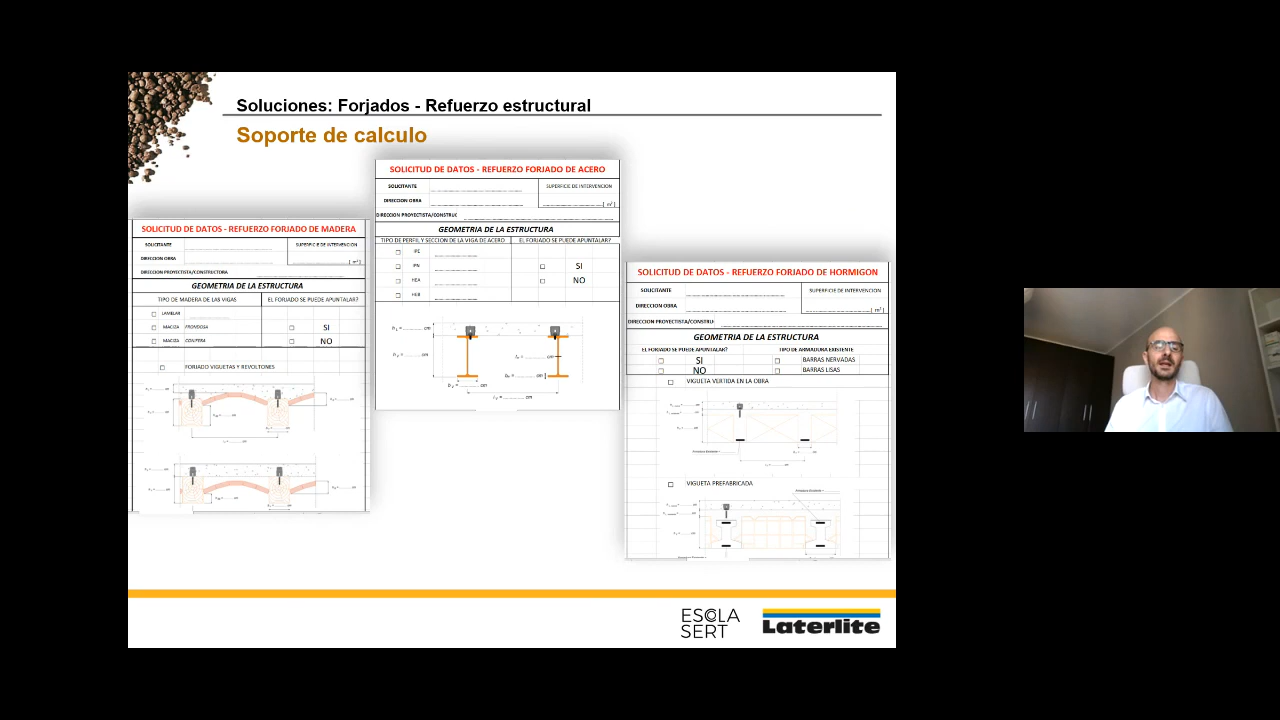 Soluciones: Forjados - Refuerzo estructural
Soporte de calculo
SOLICITUD DE DATOS - REFUERZO FORJADO DE MADERA
SOLICITANTE
SUPERFICIE DE INTERVENCION
DIRECCION OBRA
[ m²]
DIRECCION PROYECTISTA/CONSTRUCTORA
GEOMETRIA DE LA ESTRUCTURA
TIPO DE MADERA DE LAS VIGAS
EL FORJADO SE PUEDE APUNTALAR?
LAMELAR
MACIZA FRONDOSA
SI
MACIZA CONIFERA
NO
FORJADO VIGUETAS Y REVOLTONES
SOLICITUD DE DATOS - REFUERZO FORJADO DE ACERO
SOLICITANTE
SUPERFICIE DE INTERVENCION
DIRECCION OBRA
[ m²]
DIRECCION PROYECTISTA/CONSTRUC
GEOMETRIA DE LA ESTRUCTURA
TIPO DE PERFIL Y SECCION DE LA VIGA DE ACERO
EL FORJADO SE PUEDE APUNTALAR?
IPE
IPN
SI
HEA
NO
HEB
SOLICITUD DE DATOS - REFUERZO FORJADO DE HORMIGON
SOLICITANTE
SUPERFICIE DE INTERVENCION
DIRECCION OBRA
[ m²]
DIRECCION PROYECTISTA/CONSTRU
GEOMETRIA DE LA ESTRUCTURA
EL FORJADO SE PUEDE APUNTALAR?
TIPO DE ARMADURA EXISTENTE
SI
BARRAS NERVADAS
NO
BARRAS LISAS
VIGUETA VERTIDA EN LA OBRA
VIGUETA PREFABRICADA
ESCOLA
SERT
Laterlite